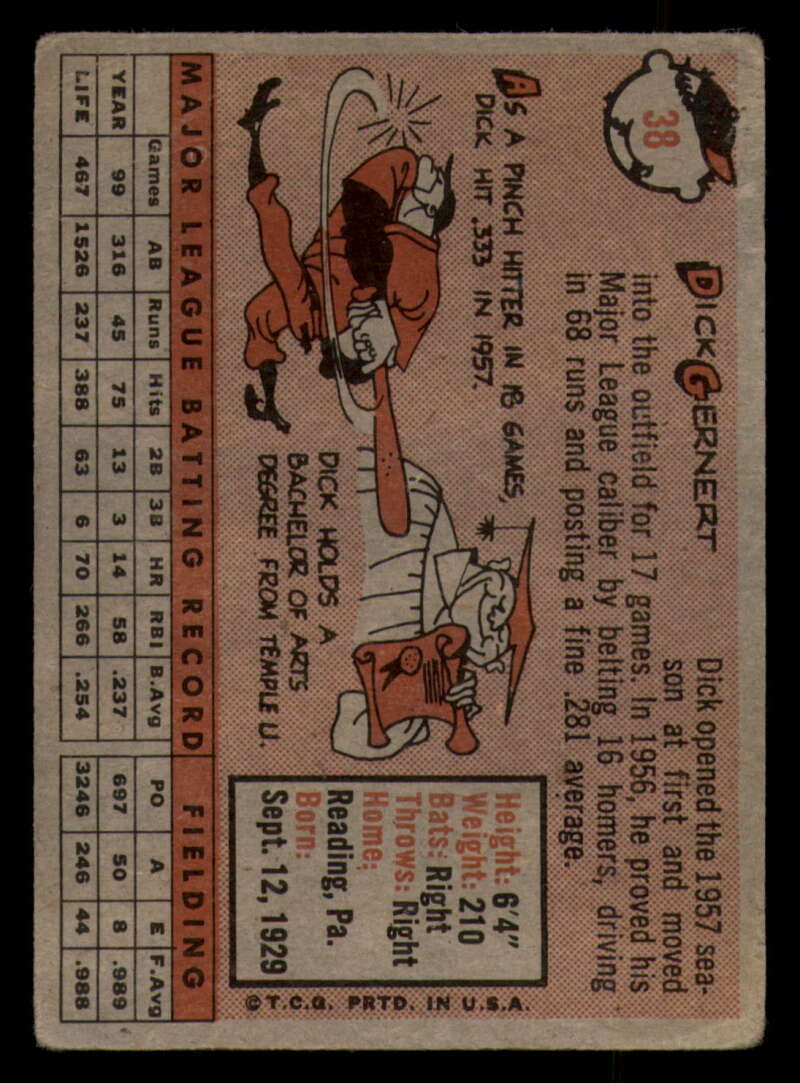 38
DICK GERNERT
Dick opened the 1957 sea-
son at first and moved
into the outfield for 17 games. In 1956, he proved his
Major League caliber by belting 16 homers, driving
in 68 runs and posting a fine .281 average.
AS A PINCH HITTER IN 18 GAMES,
DICK HIT .333 IN 1957.
DICK HOLDS A
BACHELOR OF ARTS
DEGREE FROM TEMPLE U.
Height: 6'4"
Weight: 210
Bats: Right
Throws: Right
Home:
Reading, Pa.
Born:
Sept. 12, 1929
©T.C.G. PRTD. IN U.S.A.
MAJOR LEAGUE BATTING RECORD FIELDING
Games AB Runs Hits 2B 3B HR RBI B.Avg PO A E F.Avg
YEAR 99 316 45 75 13 3 14 58 .237 697 50 8 .989
LIFE 467 1526 237 388 63 6 70 266 .254 3246 246 44 .988